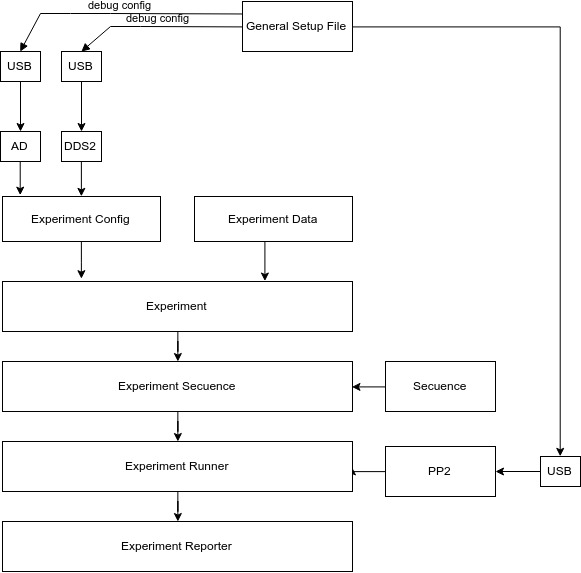 debug config
debug config
General Setup File
USB
USB
AD
DDS2
Experiment Config
Experiment Data
Experiment
Experiment Secuence
Secuence
Experiment Runner
PP2
USB
Experiment Reporter